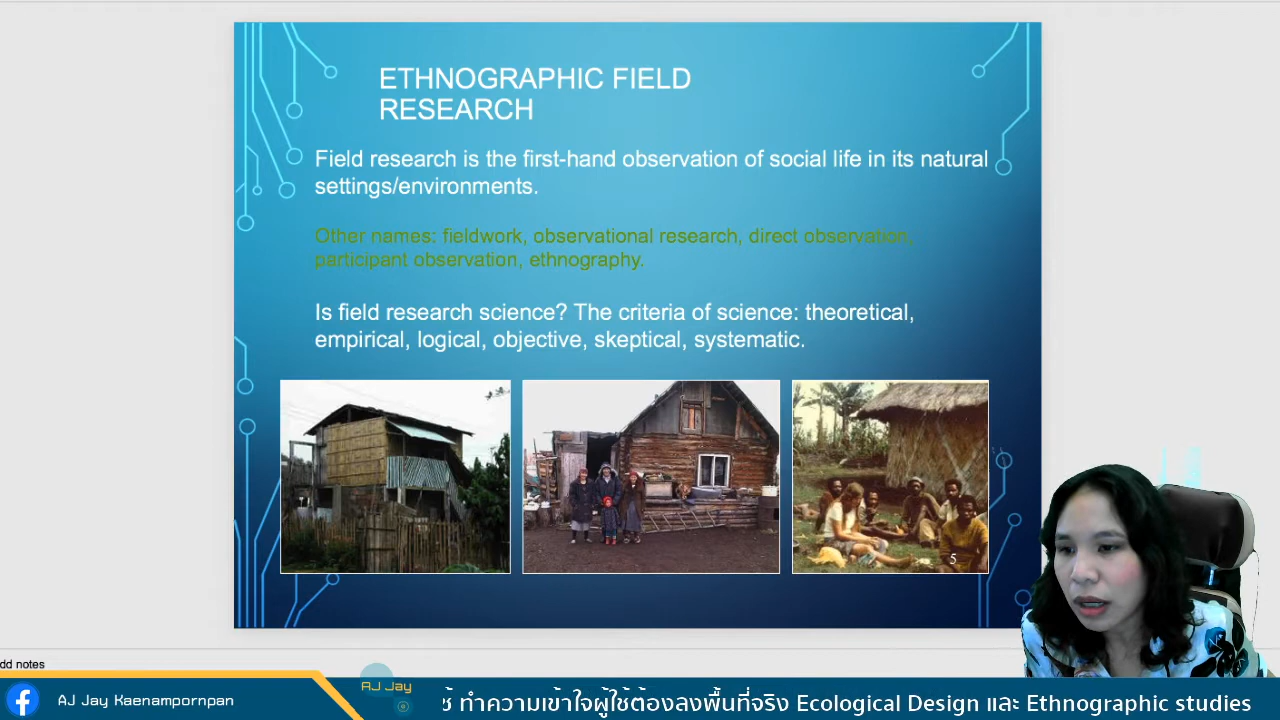 ETHNOGRAPHIC FIELD
RESEARCH
Field research is the first-hand observation of social life in its natural
settings/environments.
Other names: fieldwork, observational research, direct observation,
participant observation, ethnography.
Is field research science? The criteria of science: theoretical,
empirical, logical, objective, skeptical, systematic.
5
dd notes
AJ Jay
AJ Jay Kaenampornpan
ทำความเข้าใจผู้ใช้ต้องลงพื้นที่จริง Ecological Design และ Ethnographic studies